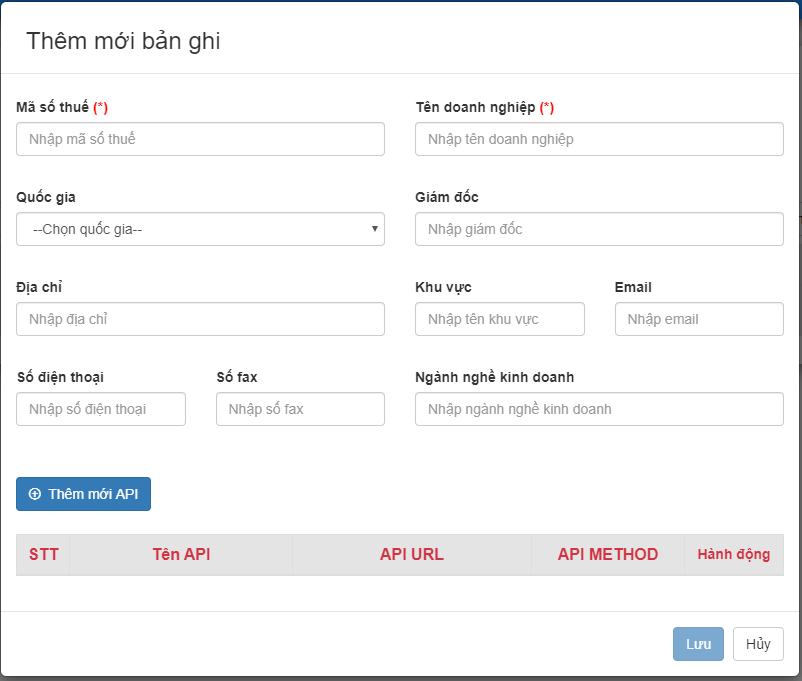 Thêm mới bản ghi
Mã số thuế (*)
Tên doanh nghiệp (*)
Nhập mã số thuế
Nhập tên doanh nghiệp
Quốc gia
Giám đốc
--Chọn quốc gia--
Nhập giám đốc
Địa chỉ
Khu vực
Email
Nhập địa chỉ
Nhập tên khu vực
Nhập email
Số điện thoại
Số fax
Ngành nghề kinh doanh
Nhập số điện thoại
Nhập số fax
Nhập ngành nghề kinh doanh
Thêm mới API
STT
Tên API
API URL
API METHOD
Hành động
Lưu
Hủy